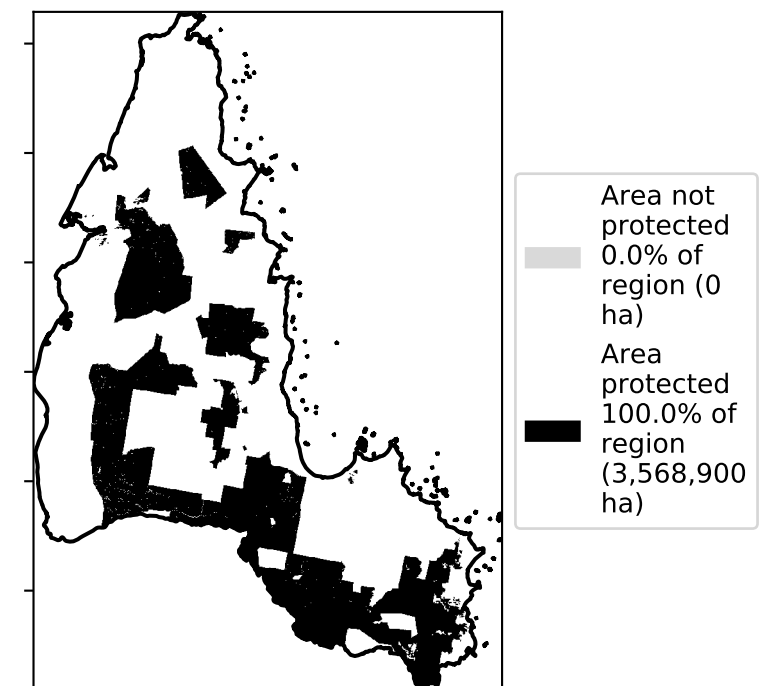 Area not
protected
0.0% of
region (0
ha)
Area
protected
100.0% of
region
(3,568,900
ha)